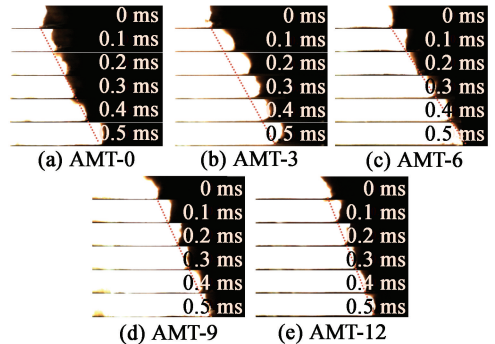 0 ms 0 ms 0 ms
0.1 ms 0.1 ms 0.1 ms
0.2 ms 0.2 ms 0.2 ms
0.3 ms 0.3 ms 0.3 ms
0.4 ms 0.4 ms 0.4 ms
0.5 ms 0.5 ms 0.5 ms
(a) AMT-0 (b) AMT-3 (c) AMT-6
0 ms 0 ms
0.1 ms 0.1 ms
0.2 ms 0.2 ms
0.3 ms 0.3 ms
0.4 ms 0.4 ms
0.5 ms 0.5 ms
(d) AMT-9 (e) AMT-12